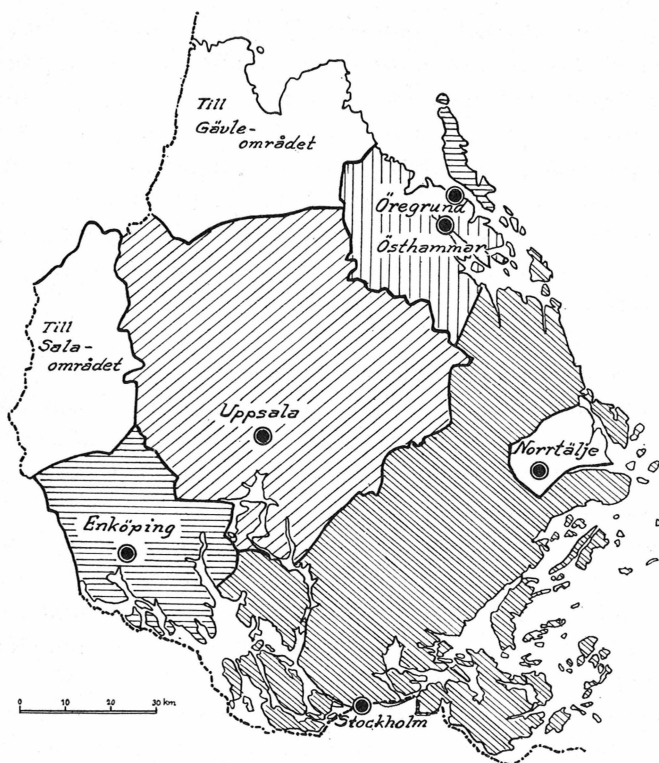 Till
Gävle-
området
Öregrund
Östhammar
Till
Sala-
området
Uppsala
Norrtälje
Enköping
0 10 20 30 km
Stockholm